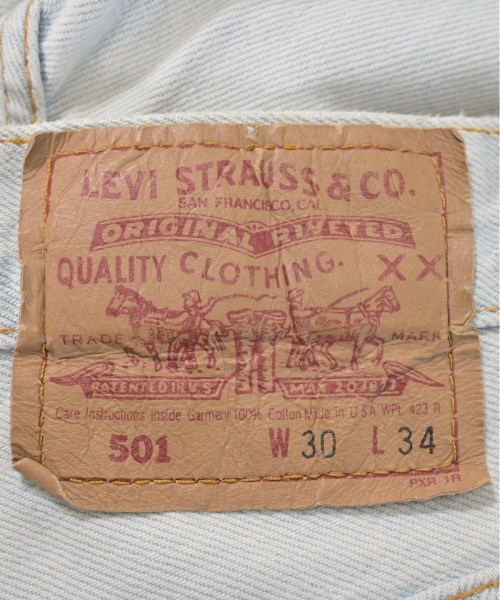 LEVI STRAUSS & CO.
SAN FRANCISCO, CAL.
ORIGINAL RIVETED
QUALITY CLOTHING. XX
TRADE MARK
PATENTED IN U.S. MAY 20 1873
Care Instructions Inside Garment 100% Cotton Made in U S A WPL 423 R
501 W 30 L 34
PXR 1R